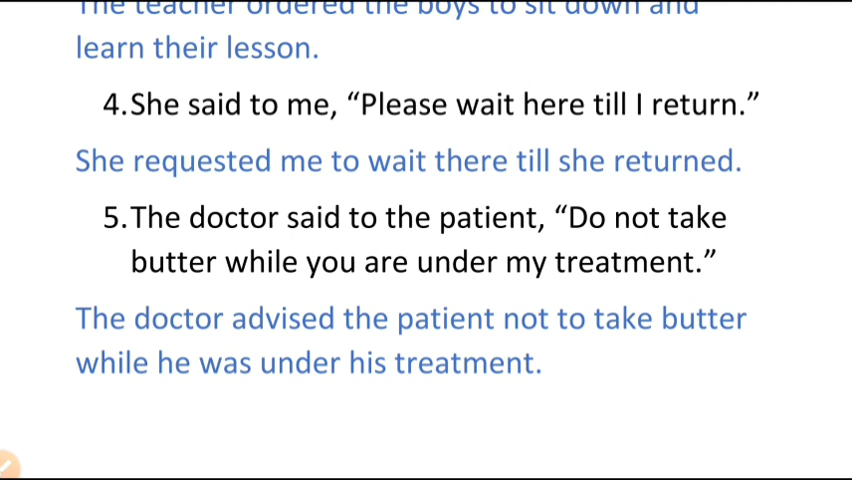 The teacher ordered the boys to sit down and
learn their lesson.
4.She said to me, “Please wait here till I return.”
She requested me to wait there till she returned.
5.The doctor said to the patient, “Do not take
butter while you are under my treatment.”
The doctor advised the patient not to take butter
while he was under his treatment.